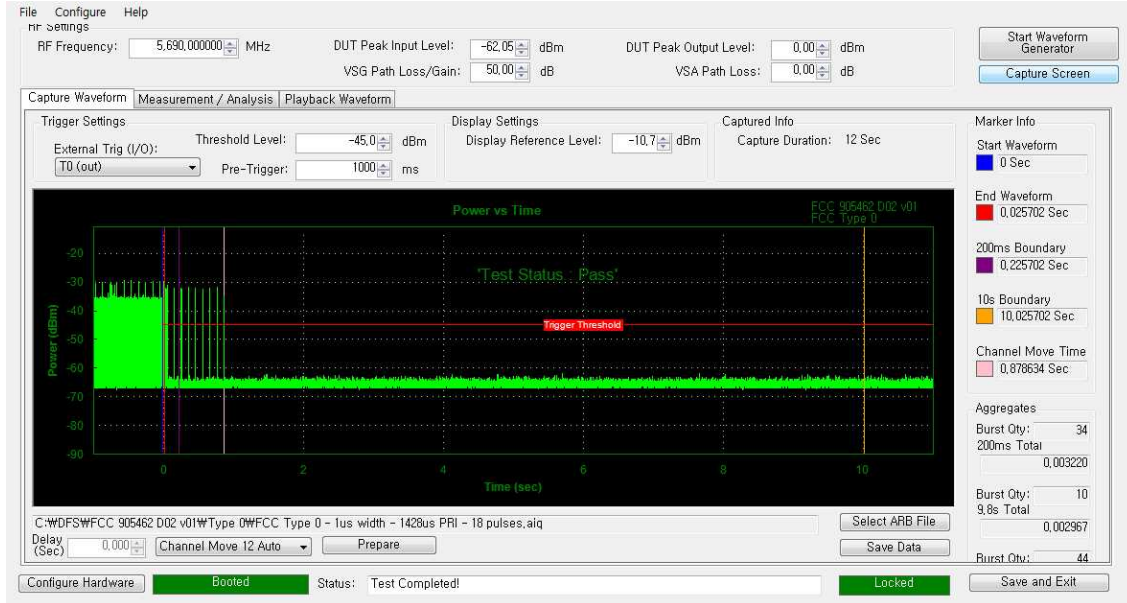 File Configure Help
RF Settings
RF Frequency: 5,690,000000 MHz DUT Peak Input Level: -62,05 dBm DUT Peak Output Level: 0,00 dBm
VSG Path Loss/Gain: 50,00 dB VSA Path Loss: 0,00 dB
Start Waveform
Generator
Capture Screen
Capture Waveform Measurement / Analysis Playback Waveform
Trigger Settings
External Trig (I/O):
T0 (out)
Threshold Level: -45,0 dBm
Pre-Trigger: 1000 ms
Display Settings
Display Reference Level: -10,7 dBm
Captured Info
Capture Duration: 12 Sec
Power vs Time
FCC 905462 D02 v01
FCC Type 0
"Test Status : Pass"
Trigger Threshold
Power (dBm)
-20
-30
-40
-50
-60
-70
-80
-90
0 2 4 6 8 10
Time (sec)
Marker Info
Start Waveform
0 Sec
End Waveform
0,025702 Sec
200ms Boundary
0,225702 Sec
10s Boundary
10,025702 Sec
Channel Move Time
0,878634 Sec
Aggregates
Burst Qty: 34
200ms Total
0,003220
Burst Qty: 10
9,8s Total
0,002967
Burst Qty: 44
C:₩DFS₩FCC 905462 D02 v01₩Type 0₩FCC Type 0 - 1us width - 1428us PRI - 18 pulses,aiq
Select ARB File
Delay
(Sec) 0,000 Channel Move 12 Auto Prepare
Save Data
Configure Hardware Booted Status: Test Completed! Locked Save and Exit